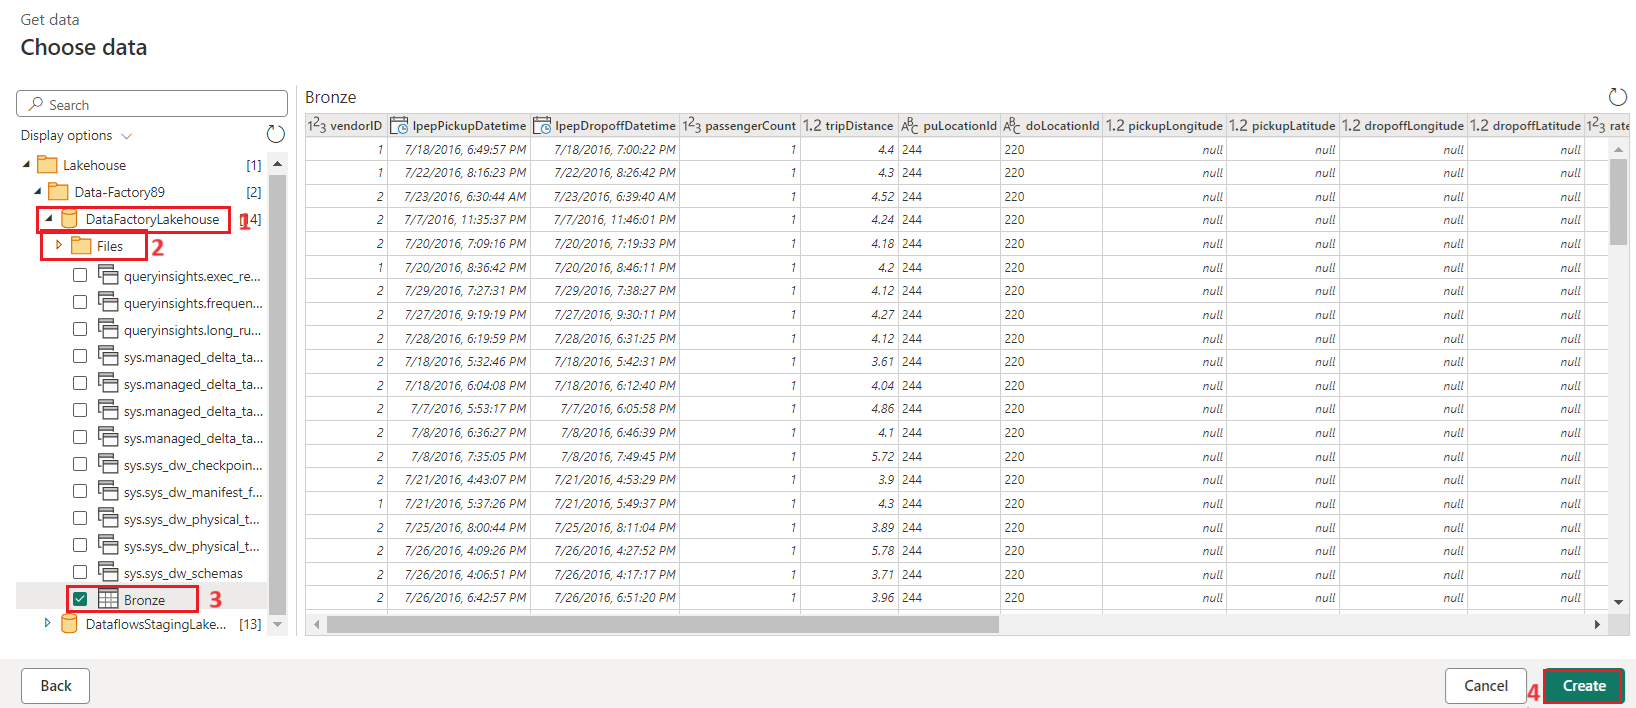 Get data
Choose data
Search
Display options
Lakehouse [1]
Data-Factory89 [2]
DataFactoryLakehouse 1 [14]
Files 2
queryinsights.exec_re...
queryinsights.frequen...
queryinsights.long_ru...
sys.managed_delta_ta...
sys.managed_delta_ta...
sys.managed_delta_ta...
sys.managed_delta_ta...
sys.sys_dw_checkpoin...
sys.sys_dw_manifest_f...
sys.sys_dw_physical_t...
sys.sys_dw_physical_t...
sys.sys_dw_schemas
Bronze 3
DataflowsStagingLake... [13]
Bronze
123 vendorID lpepPickupDatetime lpepDropoffDatetime 123 passengerCount 1.2 tripDistance ABC puLocationId ABC doLocationId 1.2 pickupLongitude 1.2 pickupLatitude 1.2 dropoffLongitude 1.2 dropoffLatitude 123 rate
1 7/18/2016, 6:49:57 PM 7/18/2016, 7:00:22 PM 1 4.4 244 220 null null null null
1 7/22/2016, 8:16:23 PM 7/22/2016, 8:26:42 PM 1 4.3 244 220 null null null null
2 7/23/2016, 6:30:44 AM 7/23/2016, 6:39:40 AM 1 4.52 244 220 null null null null
2 7/7/2016, 11:35:37 PM 7/7/2016, 11:46:01 PM 1 4.24 244 220 null null null null
2 7/20/2016, 7:09:16 PM 7/20/2016, 7:19:33 PM 1 4.18 244 220 null null null null
1 7/20/2016, 8:36:42 PM 7/20/2016, 8:46:11 PM 1 4.2 244 220 null null null null
2 7/29/2016, 7:27:31 PM 7/29/2016, 7:38:27 PM 1 4.12 244 220 null null null null
2 7/27/2016, 9:19:19 PM 7/27/2016, 9:30:11 PM 1 4.27 244 220 null null null null
2 7/28/2016, 6:19:59 PM 7/28/2016, 6:31:25 PM 1 4.12 244 220 null null null null
2 7/18/2016, 5:32:46 PM 7/18/2016, 5:42:31 PM 1 3.61 244 220 null null null null
2 7/18/2016, 6:04:08 PM 7/18/2016, 6:12:40 PM 1 4.04 244 220 null null null null
2 7/7/2016, 5:53:17 PM 7/7/2016, 6:05:58 PM 1 4.86 244 220 null null null null
2 7/8/2016, 6:36:27 PM 7/8/2016, 6:46:39 PM 1 4.1 244 220 null null null null
2 7/8/2016, 7:35:05 PM 7/8/2016, 7:49:45 PM 1 5.72 244 220 null null null null
2 7/21/2016, 4:43:07 PM 7/21/2016, 4:53:29 PM 1 3.9 244 220 null null null null
1 7/21/2016, 5:37:26 PM 7/21/2016, 5:49:37 PM 1 4.3 244 220 null null null null
2 7/25/2016, 8:00:44 PM 7/25/2016, 8:11:04 PM 1 3.89 244 220 null null null null
2 7/26/2016, 4:09:26 PM 7/26/2016, 4:27:52 PM 1 5.78 244 220 null null null null
2 7/26/2016, 4:06:51 PM 7/26/2016, 4:17:17 PM 1 3.71 244 220 null null null null
2 7/26/2016, 6:42:57 PM 7/26/2016, 6:51:20 PM 1 3.96 244 220 null null null null
Back
Cancel
4 Create